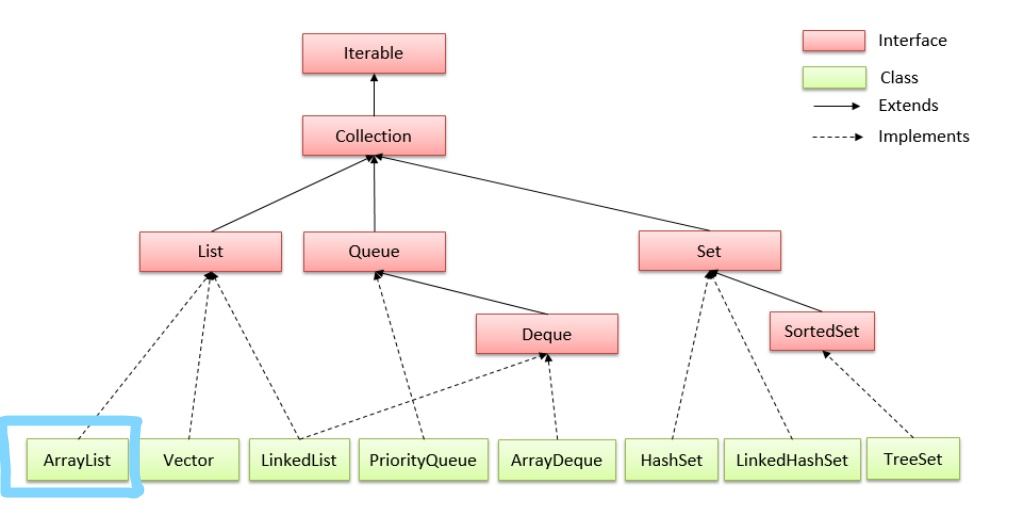 Iterable
Interface
Class
Extends
Implements
Collection
List
Queue
Set
Deque
SortedSet
ArrayList
Vector
LinkedList
PriorityQueue
ArrayDeque
HashSet
LinkedHashSet
TreeSet